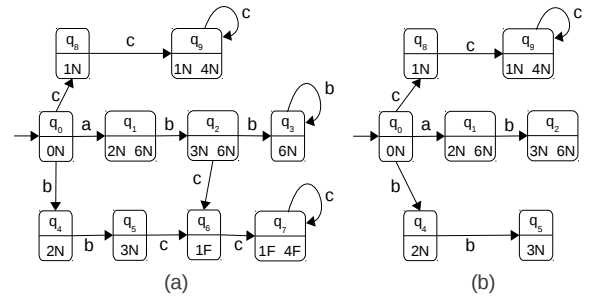 q8 c q9 c
1N 1N 4N
c
q0 a q1 b q2 b q3 b
0N 2N 6N 3N 6N 6N
b c
q4 b q5 c q6 c q7 c
2N 3N 1F 1F 4F
(a)
q8 c q9 c
1N 1N 4N
c
q0 a q1 b q2
0N 2N 6N 3N 6N
b
q4 b q5
2N 3N
(b)